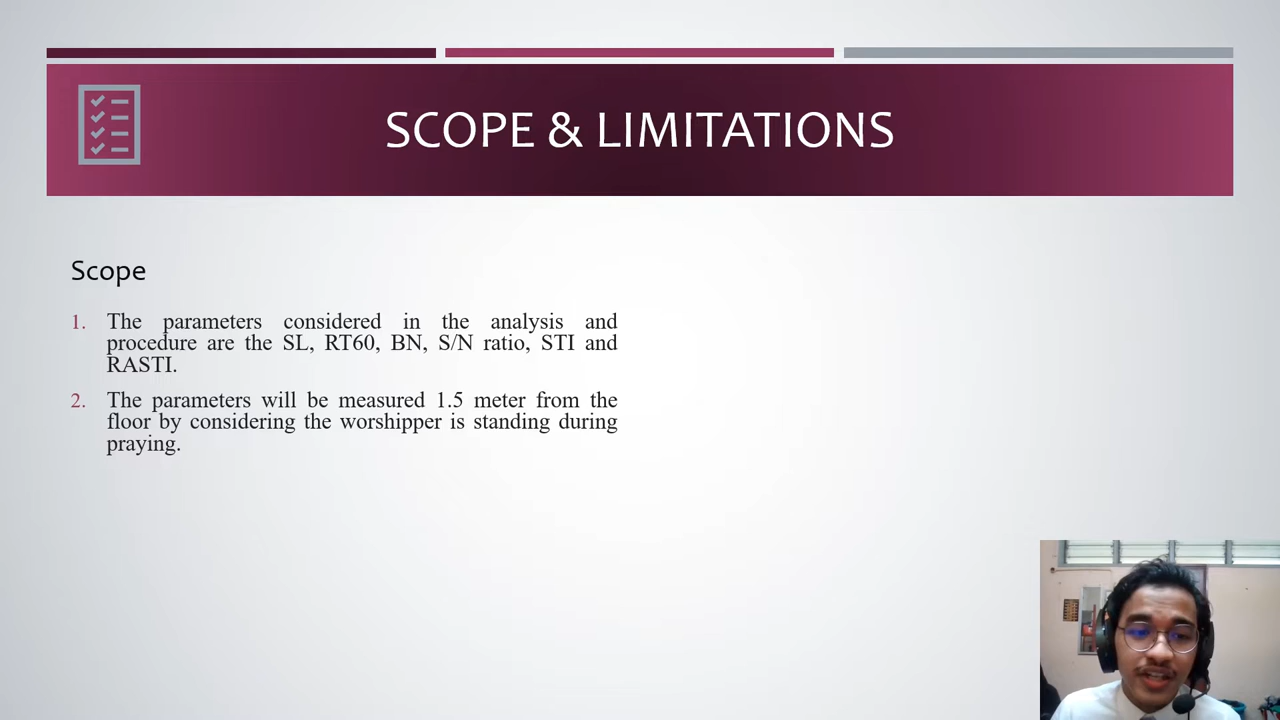 SCOPE & LIMITATIONS
Scope
1. The parameters considered in the analysis and
procedure are the SL, RT60, BN, S/N ratio, STI and
RASTI.
2. The parameters will be measured 1.5 meter from the
floor by considering the worshipper is standing during
praying.